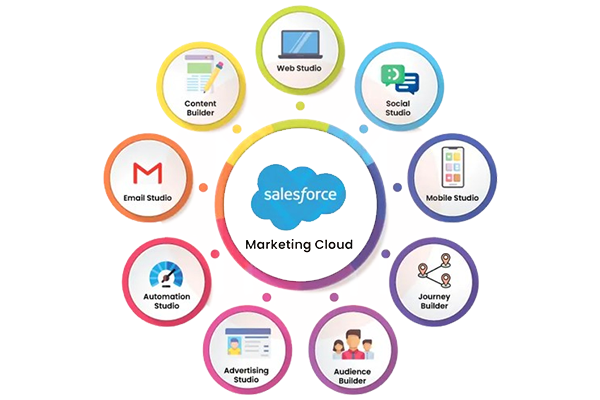 Web Studio
Content
Builder
Social
Studio
Email Studio
salesforce
Marketing Cloud
Mobile Studio
Automation
Studio
Journey
Builder
Advertising
Studio
Audience
Builder